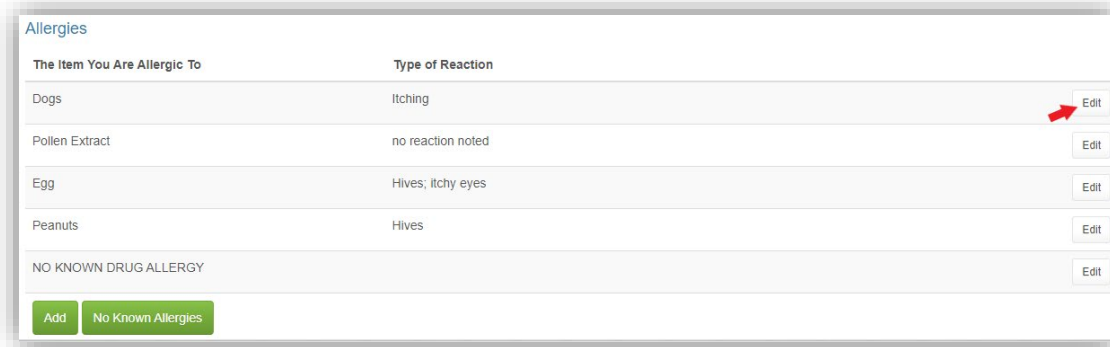 Allergies
The Item You Are Allergic To Type of Reaction
Dogs Itching Edit
Pollen Extract no reaction noted Edit
Egg Hives; itchy eyes Edit
Peanuts Hives Edit
NO KNOWN DRUG ALLERGY Edit
Add No Known Allergies